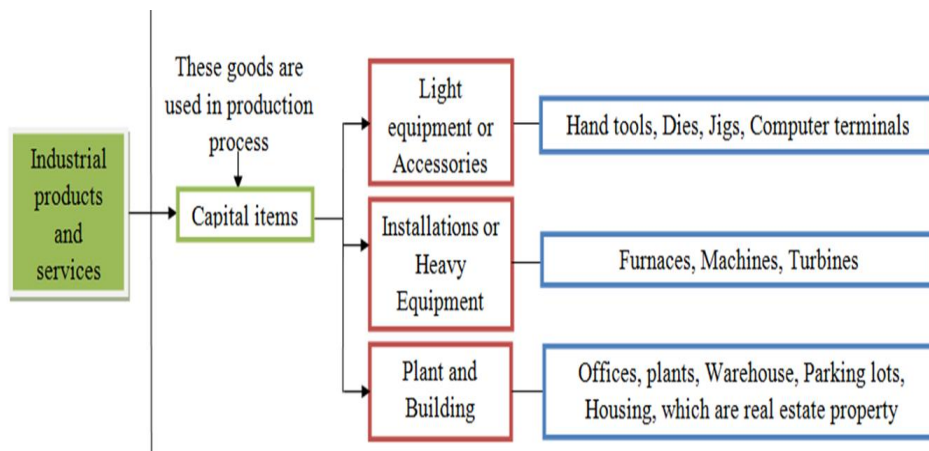 Industrial
products
and
services
These goods are
used in production
process
Capital items
Light
equipment or
Accessories
Hand tools, Dies, Jigs, Computer terminals
Installations or
Heavy
Equipment
Furnaces, Machines, Turbines
Plant and
Building
Offices, plants, Warehouse, Parking lots,
Housing, which are real estate property